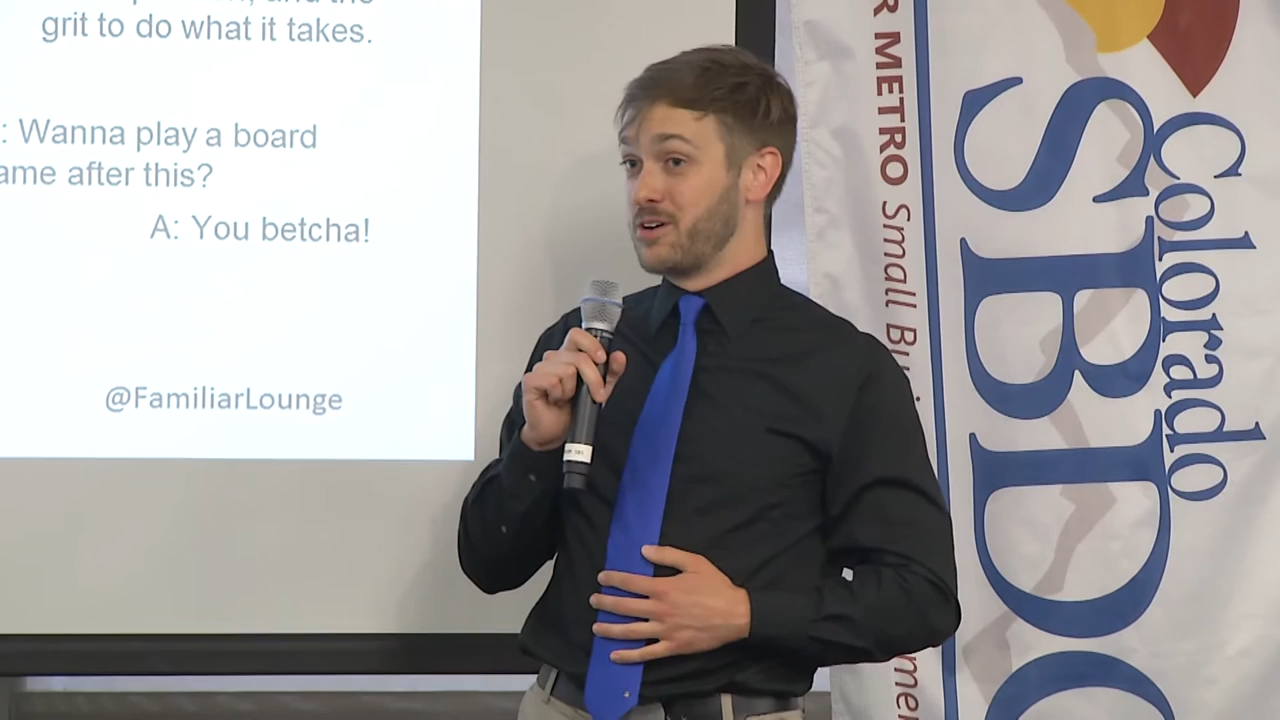 grit to do what it takes.
: Wanna play a board
ame after this?
A: You betcha!
@FamiliarLounge
R METRO Small Bu
Colorado
SBDC